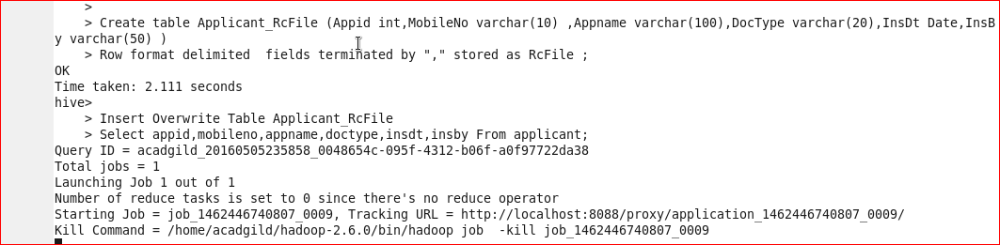 >
> Create table Applicant_RcFile (Appid int,MobileNo varchar(10) ,Appname varchar(100),DocType varchar(20),InsDt Date,InsB
y varchar(50) )
> Row format delimited  fields terminated by "," stored as RcFile ;
OK
Time taken: 2.111 seconds
hive>
> Insert Overwrite Table Applicant_RcFile
> Select appid,mobileno,appname,doctype,insdt,insby From applicant;
Query ID = acadgild_20160505235858_0048654c-095f-4312-b06f-a0f97722da38
Total jobs = 1
Launching Job 1 out of 1
Number of reduce tasks is set to 0 since there's no reduce operator
Starting Job = job_1462446740807_0009, Tracking URL = http://localhost:8088/proxy/application_1462446740807_0009/
Kill Command = /home/acadgild/hadoop-2.6.0/bin/hadoop job  -kill job_1462446740807_0009